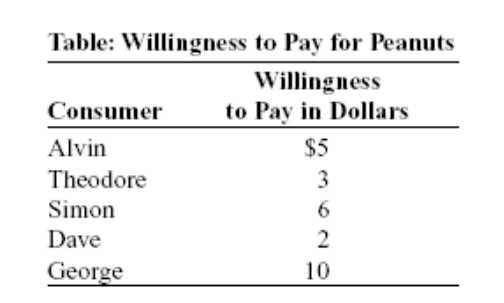 Table: Willingness to Pay for Peanuts
Willingness
Consumer to Pay in Dollars
Alvin $5
Theodore 3
Simon 6
Dave 2
George 10